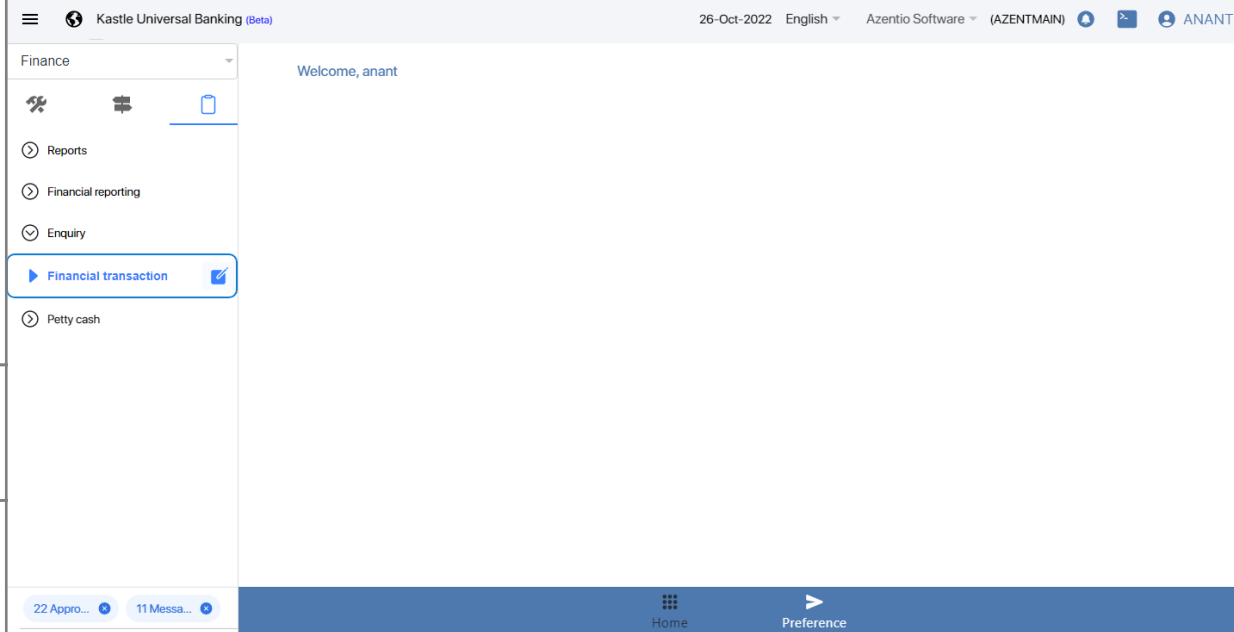 Kastle Universal Banking (Beta) 26-Oct-2022 English Azentio Software (AZENTMAIN) ANANT
Finance
Welcome, anant
Reports
Financial reporting
Enquiry
Financial transaction
Petty cash
22 Appro... 11 Messa...
Home Preference